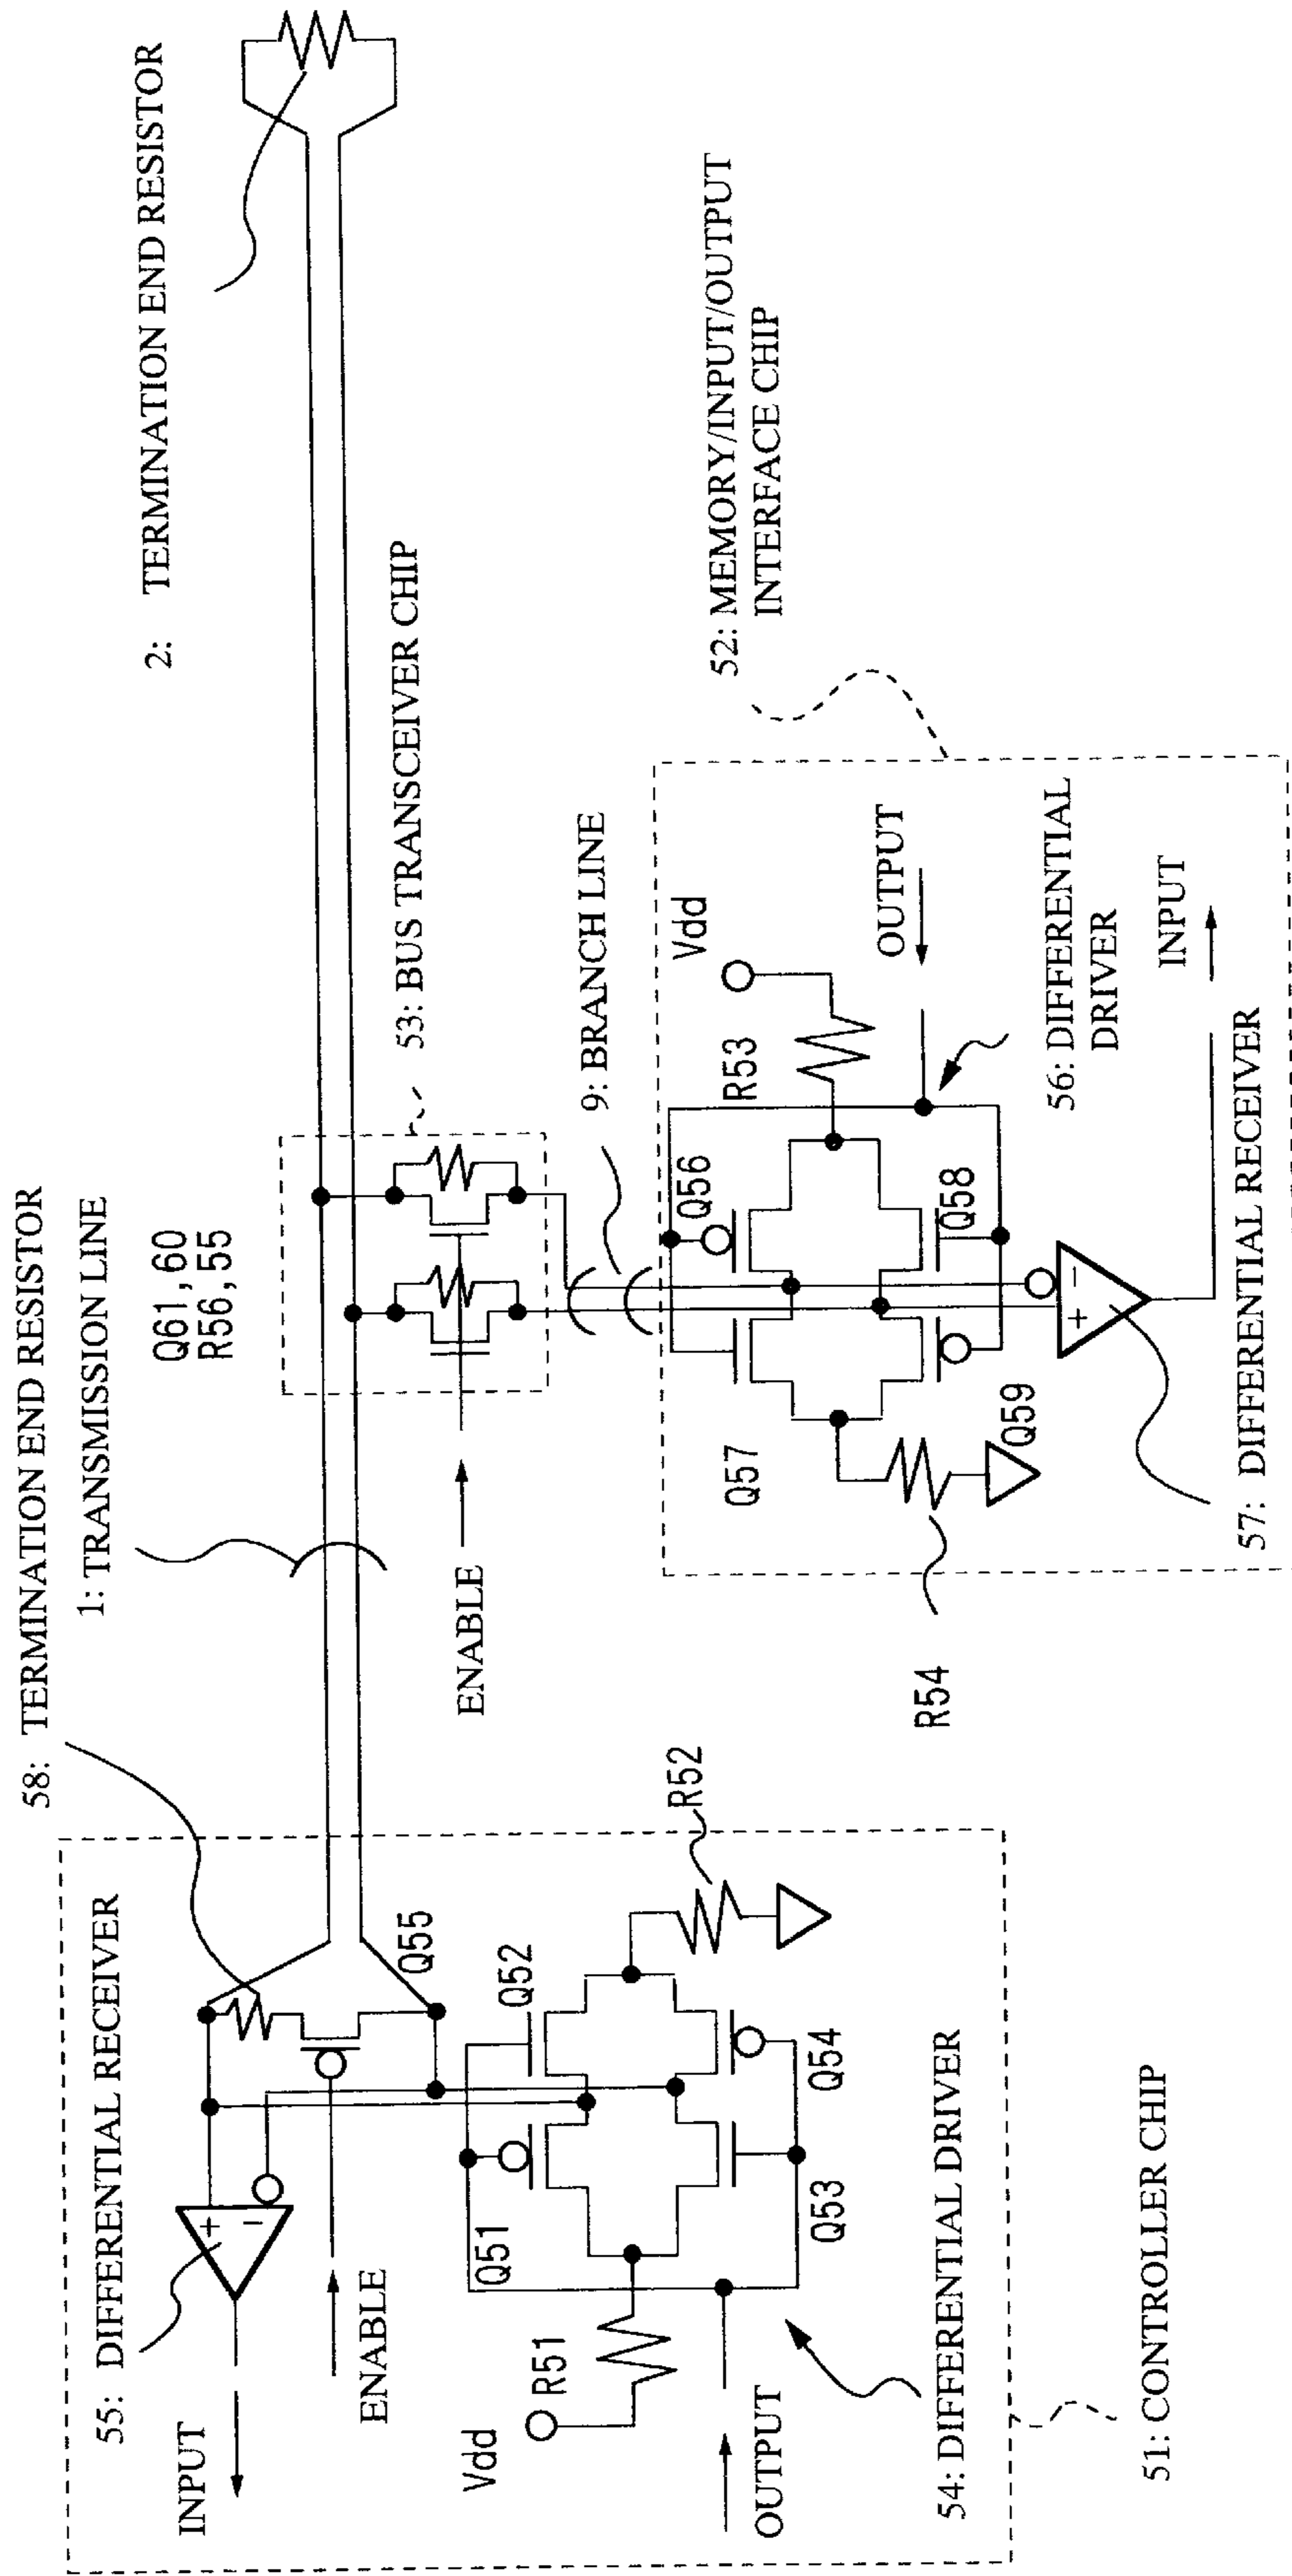 58: TERMINATION END RESISTOR
1: TRANSMISSION LINE
2: TERMINATION END RESISTOR
Q61,60
R56,55
53: BUS TRANSCEIVER CHIP
9: BRANCH LINE
52: MEMORY/INPUT/OUTPUT
INTERFACE CHIP
ENABLE
55: DIFFERENTIAL RECEIVER
INPUT
+
−
ENABLE
Q55
Q51
Q52
Q53
Q54
R51
R52
Vdd
OUTPUT
54: DIFFERENTIAL DRIVER
51: CONTROLLER CHIP
Q56
Q57
Q58
Q59
R53
R54
Vdd
OUTPUT
56: DIFFERENTIAL
DRIVER
+
−
INPUT
57: DIFFERENTIAL RECEIVER